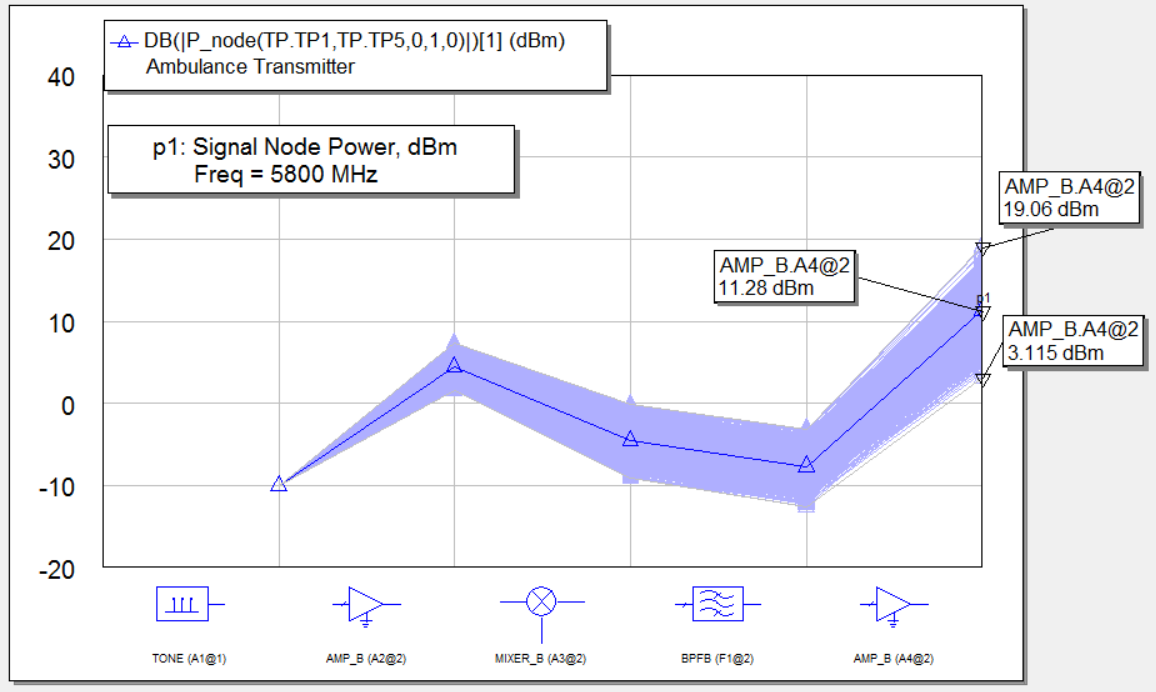 DB(|P_node(TP.TP1,TP.TP5,0,1,0)|)[1] (dBm)
Ambulance Transmitter
p1: Signal Node Power, dBm
Freq = 5800 MHz
40
30
20
10
0
-10
-20
AMP_B.A4@2
19.06 dBm
AMP_B.A4@2
11.28 dBm
p1
AMP_B.A4@2
3.115 dBm
TONE (A1@1)
AMP_B (A2@2)
MIXER_B (A3@2)
BPFB (F1@2)
AMP_B (A4@2)